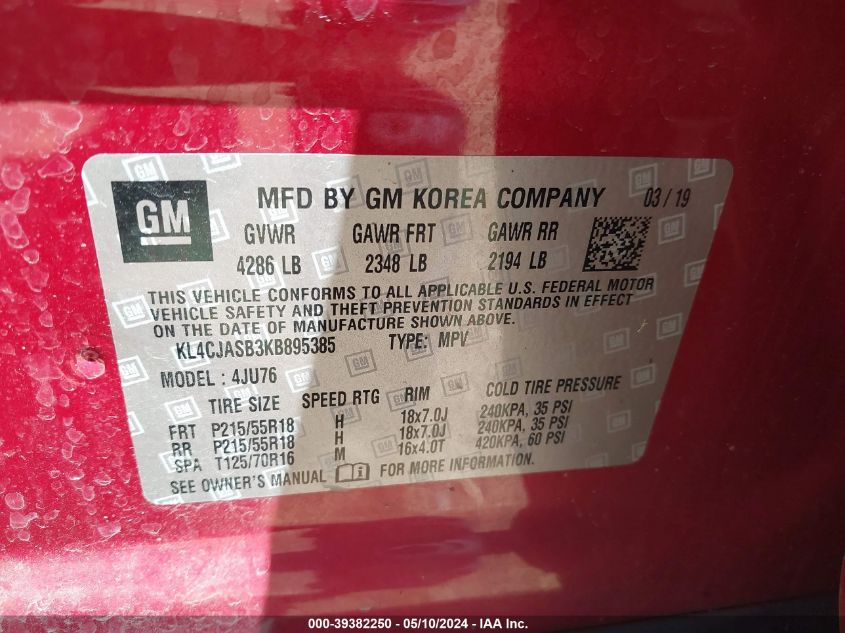 GM MFD BY GM KOREA COMPANY 03 / 19
GVWR GAWR FRT GAWR RR
4286 LB 2348 LB 2194 LB
THIS VEHICLE CONFORMS TO ALL APPLICABLE U.S. FEDERAL MOTOR
VEHICLE SAFETY AND THEFT PREVENTION STANDARDS IN EFFECT
ON THE DATE OF MANUFACTURE SHOWN ABOVE.
KL4CJASB3KB895385 TYPE: MPV
MODEL : 4JU76
TIRE SIZE SPEED RTG RIM COLD TIRE PRESSURE
FRT P215/55R18 H 18x7.0J 240KPA, 35 PSI
RR P215/55R18 H 18x7.0J 240KPA, 35 PSI
SPA T125/70R16 M 16x4.0T 420KPA, 60 PSI
SEE OWNER'S MANUAL FOR MORE INFORMATION.
000-39382250 - 05/10/2024 - IAA Inc.